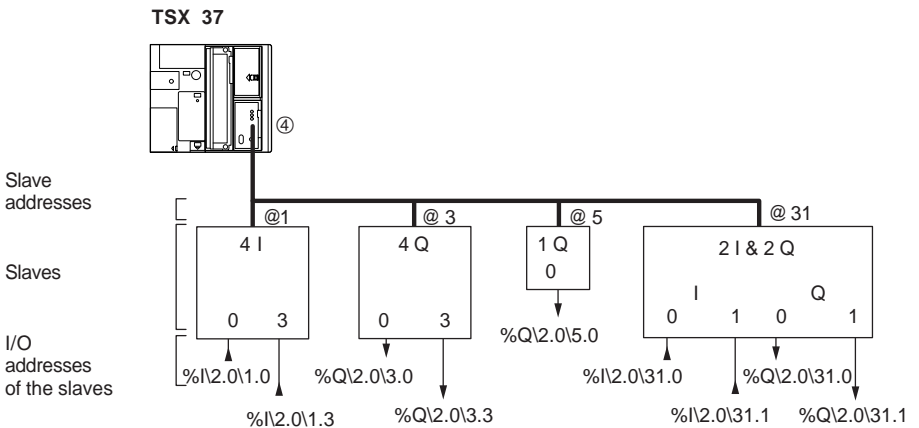 TSX 37
④
Slave
addresses
@1
@ 3
@ 5
@ 31
Slaves
4 I
4 Q
1 Q
2 I & 2 Q
0
I
Q
0 3
0 3
0 1 0 1
%Q\2.0\5.0
I/O
addresses
of the slaves
%I\2.0\1.0
%Q\2.0\3.0
%I\2.0\31.0
%Q\2.0\31.0
%I\2.0\1.3
%Q\2.0\3.3
%I\2.0\31.1
%Q\2.0\31.1